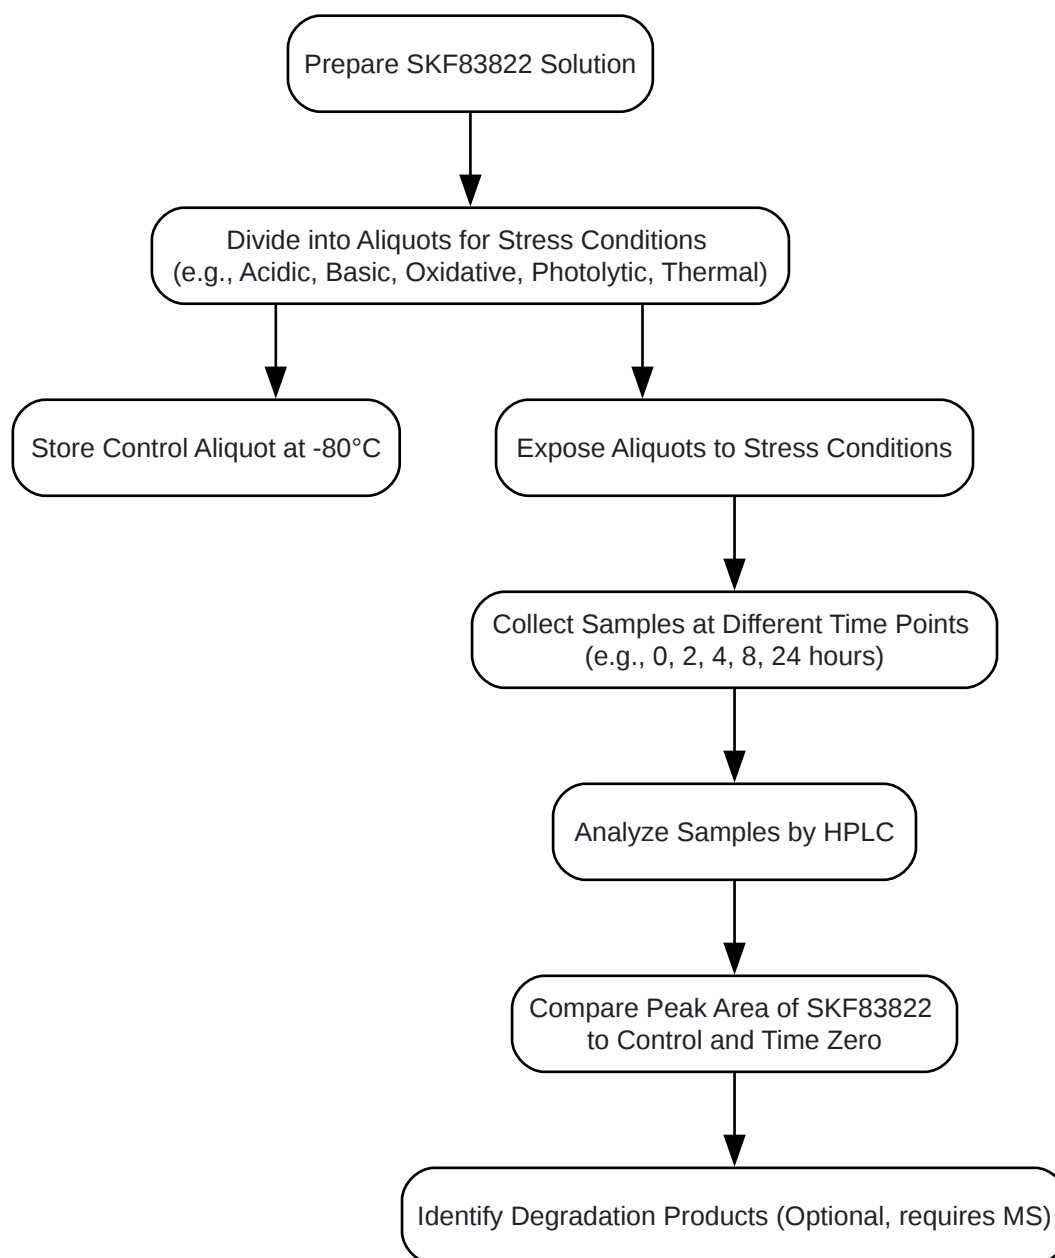 Prepare SKF83822 Solution
Divide into Aliquots for Stress Conditions
(e.g., Acidic, Basic, Oxidative, Photolytic, Thermal)
Store Control Aliquot at -80°C
Expose Aliquots to Stress Conditions
Collect Samples at Different Time Points
(e.g., 0, 2, 4, 8, 24 hours)
Analyze Samples by HPLC
Compare Peak Area of SKF83822
to Control and Time Zero
Identify Degradation Products (Optional, requires MS)